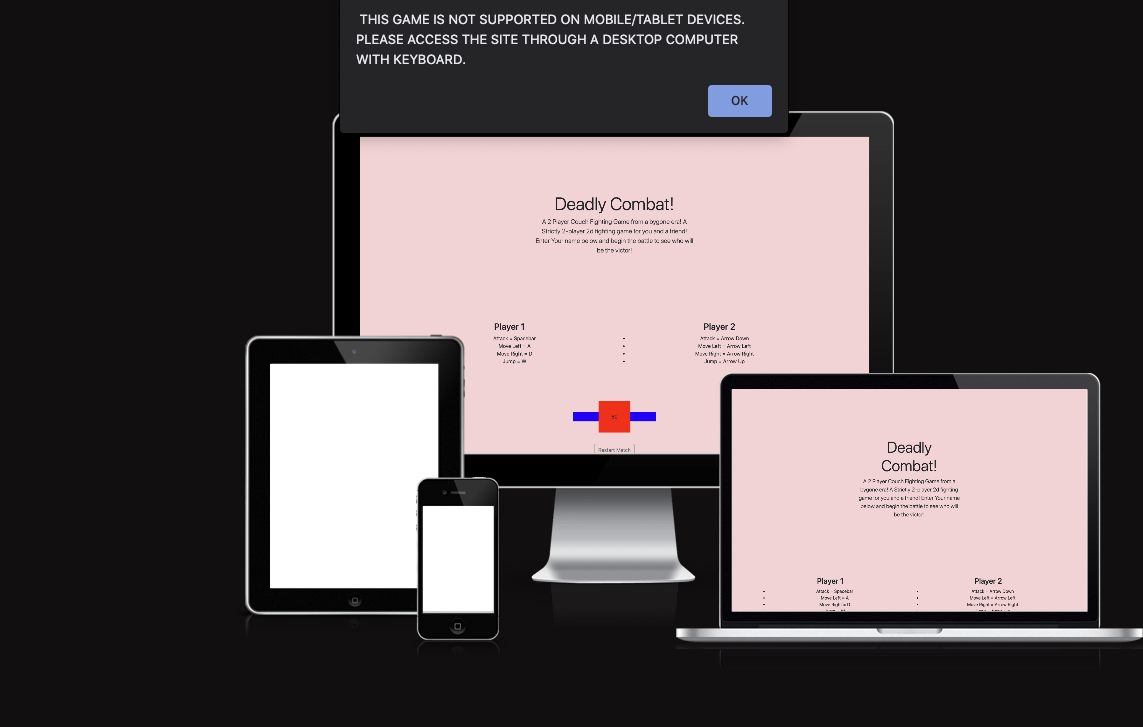 THIS GAME IS NOT SUPPORTED ON MOBILE/TABLET DEVICES.
PLEASE ACCESS THE SITE THROUGH A DESKTOP COMPUTER
WITH KEYBOARD.
OK
Deadly Combat!
A 2 Player Couch Fighting Game from a bygone era! A
Strictly 2-player 2d fighting game for you and a friend!
Enter Your name below and begin the battle to see who will
be the victor!
Player 1
Attack = Spacebar
Move Left = A
Move Right = D
Jump = W
Player 2
Attack = Arrow Down
Move Left = Arrow Left
Move Right = Arrow Right
Jump = Arrow Up
Restart Match
Deadly
Combat!
A 2 Player Couch Fighting Game from a
bygone era! A Strictly 2-player 2d fighting
game for you and a friend! Enter Your name
below and begin the battle to see who will
be the victor
Player 1
Attack = Spacebar
Move Left = A
Move Right = D
Player 2
Attack = Arrow Down
Move Left = Arrow Left
Move Right = Arrow Right